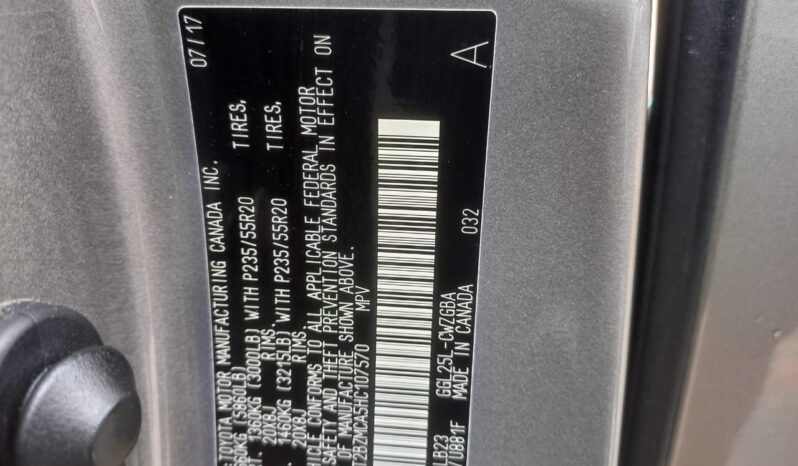 TOYOTA MOTOR MANUFACTURING CANADA INC. 07/17
(5860LB)
1360KG (3000LB) WITH P235/55R20 TIRES,
20X8J RIMS,
1460KG (3215LB) WITH P235/55R20 TIRES,
20X8J RIMS.
CONFORMS TO ALL APPLICABLE FEDERAL MOTOR
SAFETY AND THEFT PREVENTION STANDARDS IN EFFECT ON
OF MANUFACTURE SHOWN ABOVE.
MPV
GGL25L-CWZGBA 032
MADE IN CANADA A